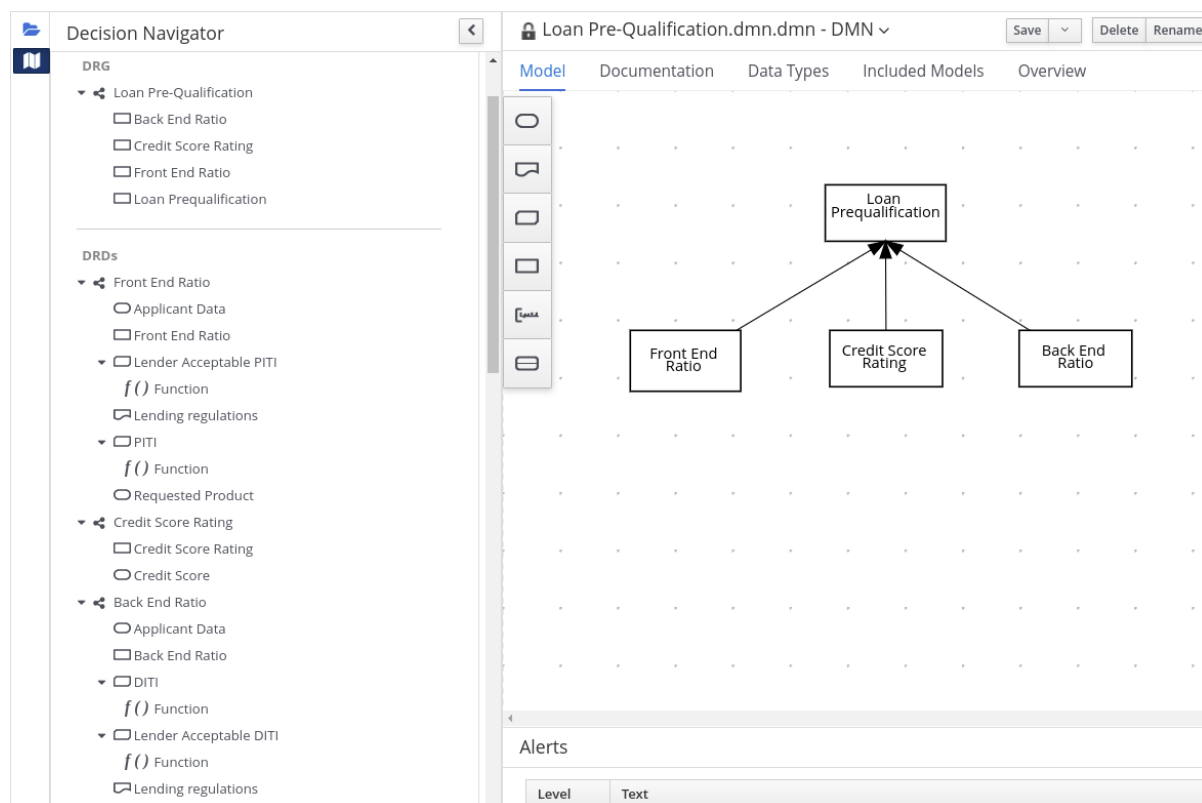 Decision Navigator
DRG
Loan Pre-Qualification
Back End Ratio
Credit Score Rating
Front End Ratio
Loan Prequalification
DRDs
Front End Ratio
Applicant Data
Front End Ratio
Lender Acceptable PITI
f () Function
Lending regulations
PITI
f () Function
Requested Product
Credit Score Rating
Credit Score Rating
Credit Score
Back End Ratio
Applicant Data
Back End Ratio
DITI
f () Function
Lender Acceptable DITI
f () Function
Lending regulations
Loan Pre-Qualification.dmn.dmn - DMN
Save
Delete
Rename
Model
Documentation
Data Types
Included Models
Overview
Loan
Prequalification
Front End
Ratio
Credit Score
Rating
Back End
Ratio
Alerts
Level
Text